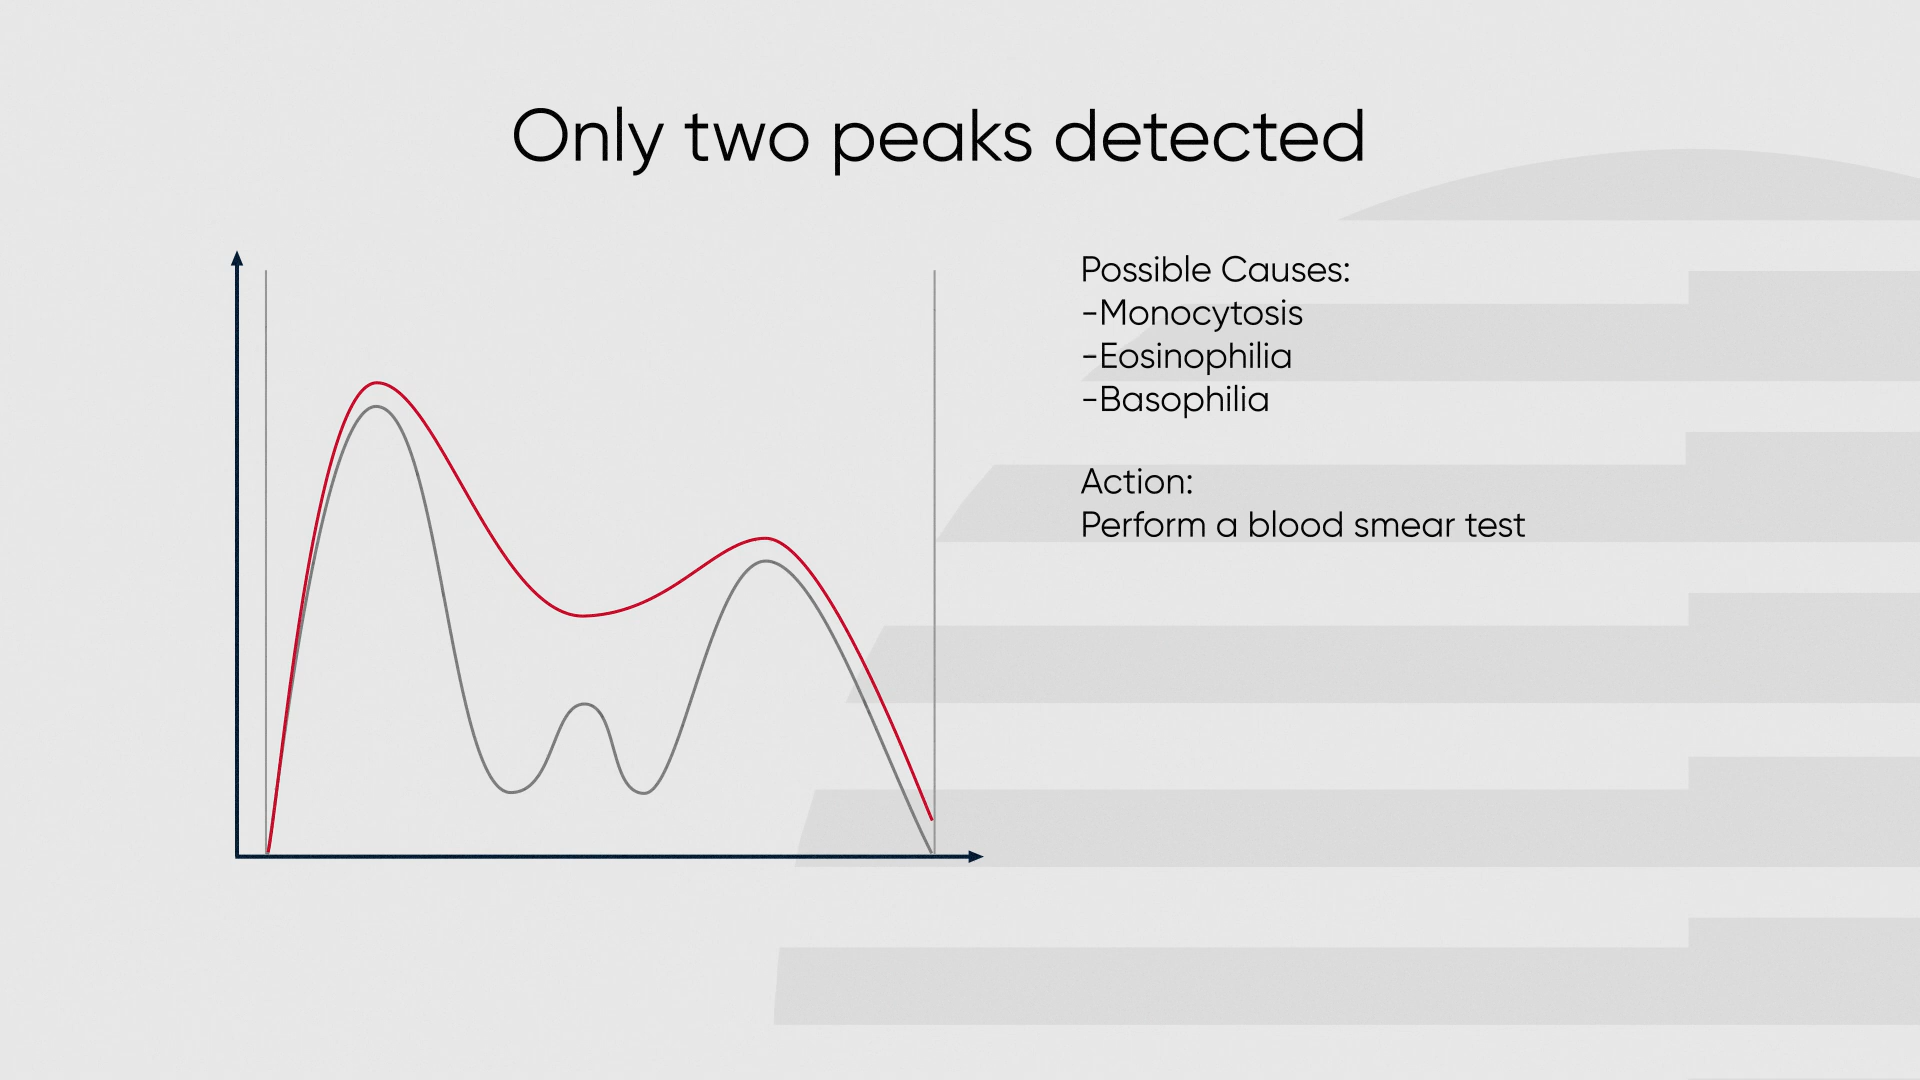 Only two peaks detected
Possible Causes:
-Monocytosis
-Eosinophilia
-Basophilia
Action:
Perform a blood smear test